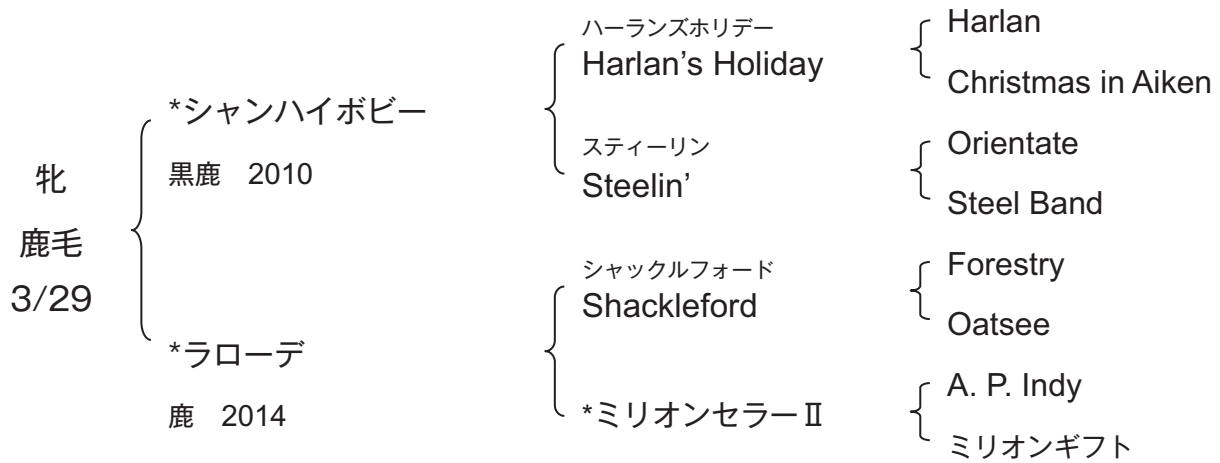 牝
鹿毛
3/29
*シャンハイボビー
黒鹿 2010
*ラローデ
鹿 2014
ハーランズホリデー
Harlan’s Holiday
スティーリン
Steelin’
シャックルフォード
Shackleford
*ミリオンセラーⅡ
Harlan
Christmas in Aiken
Orientate
Steel Band
Forestry
Oatsee
A. P. Indy
ミリオンギフト